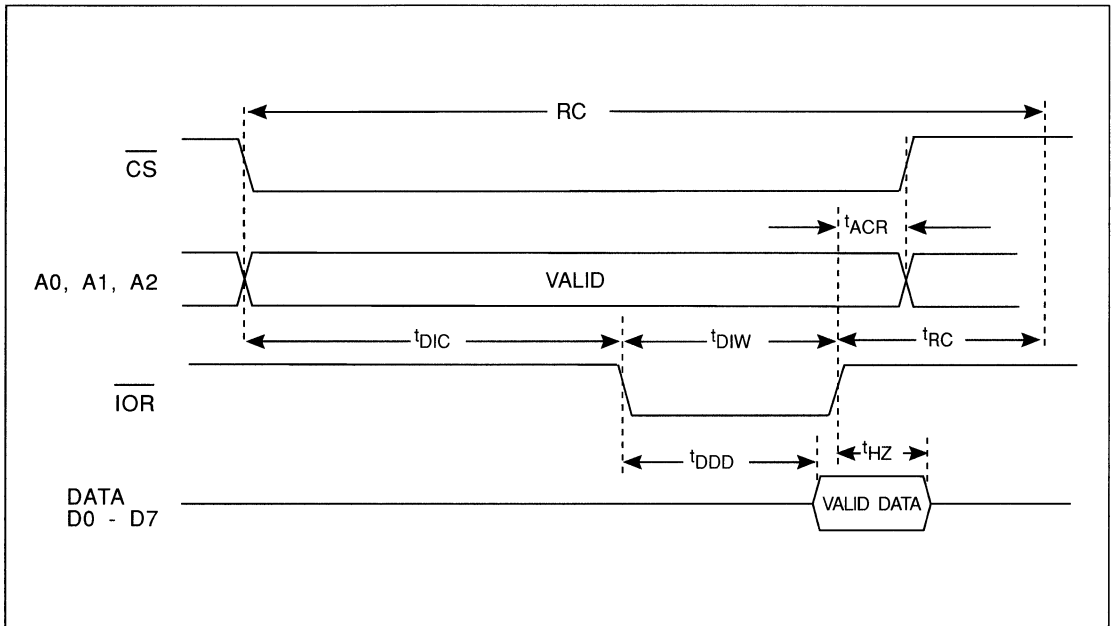 RC
CS
tACR
A0, A1, A2
VALID
tDIC
tDIW
tRC
IOR
tDDD
tHZ
DATA
D0 - D7
VALID DATA